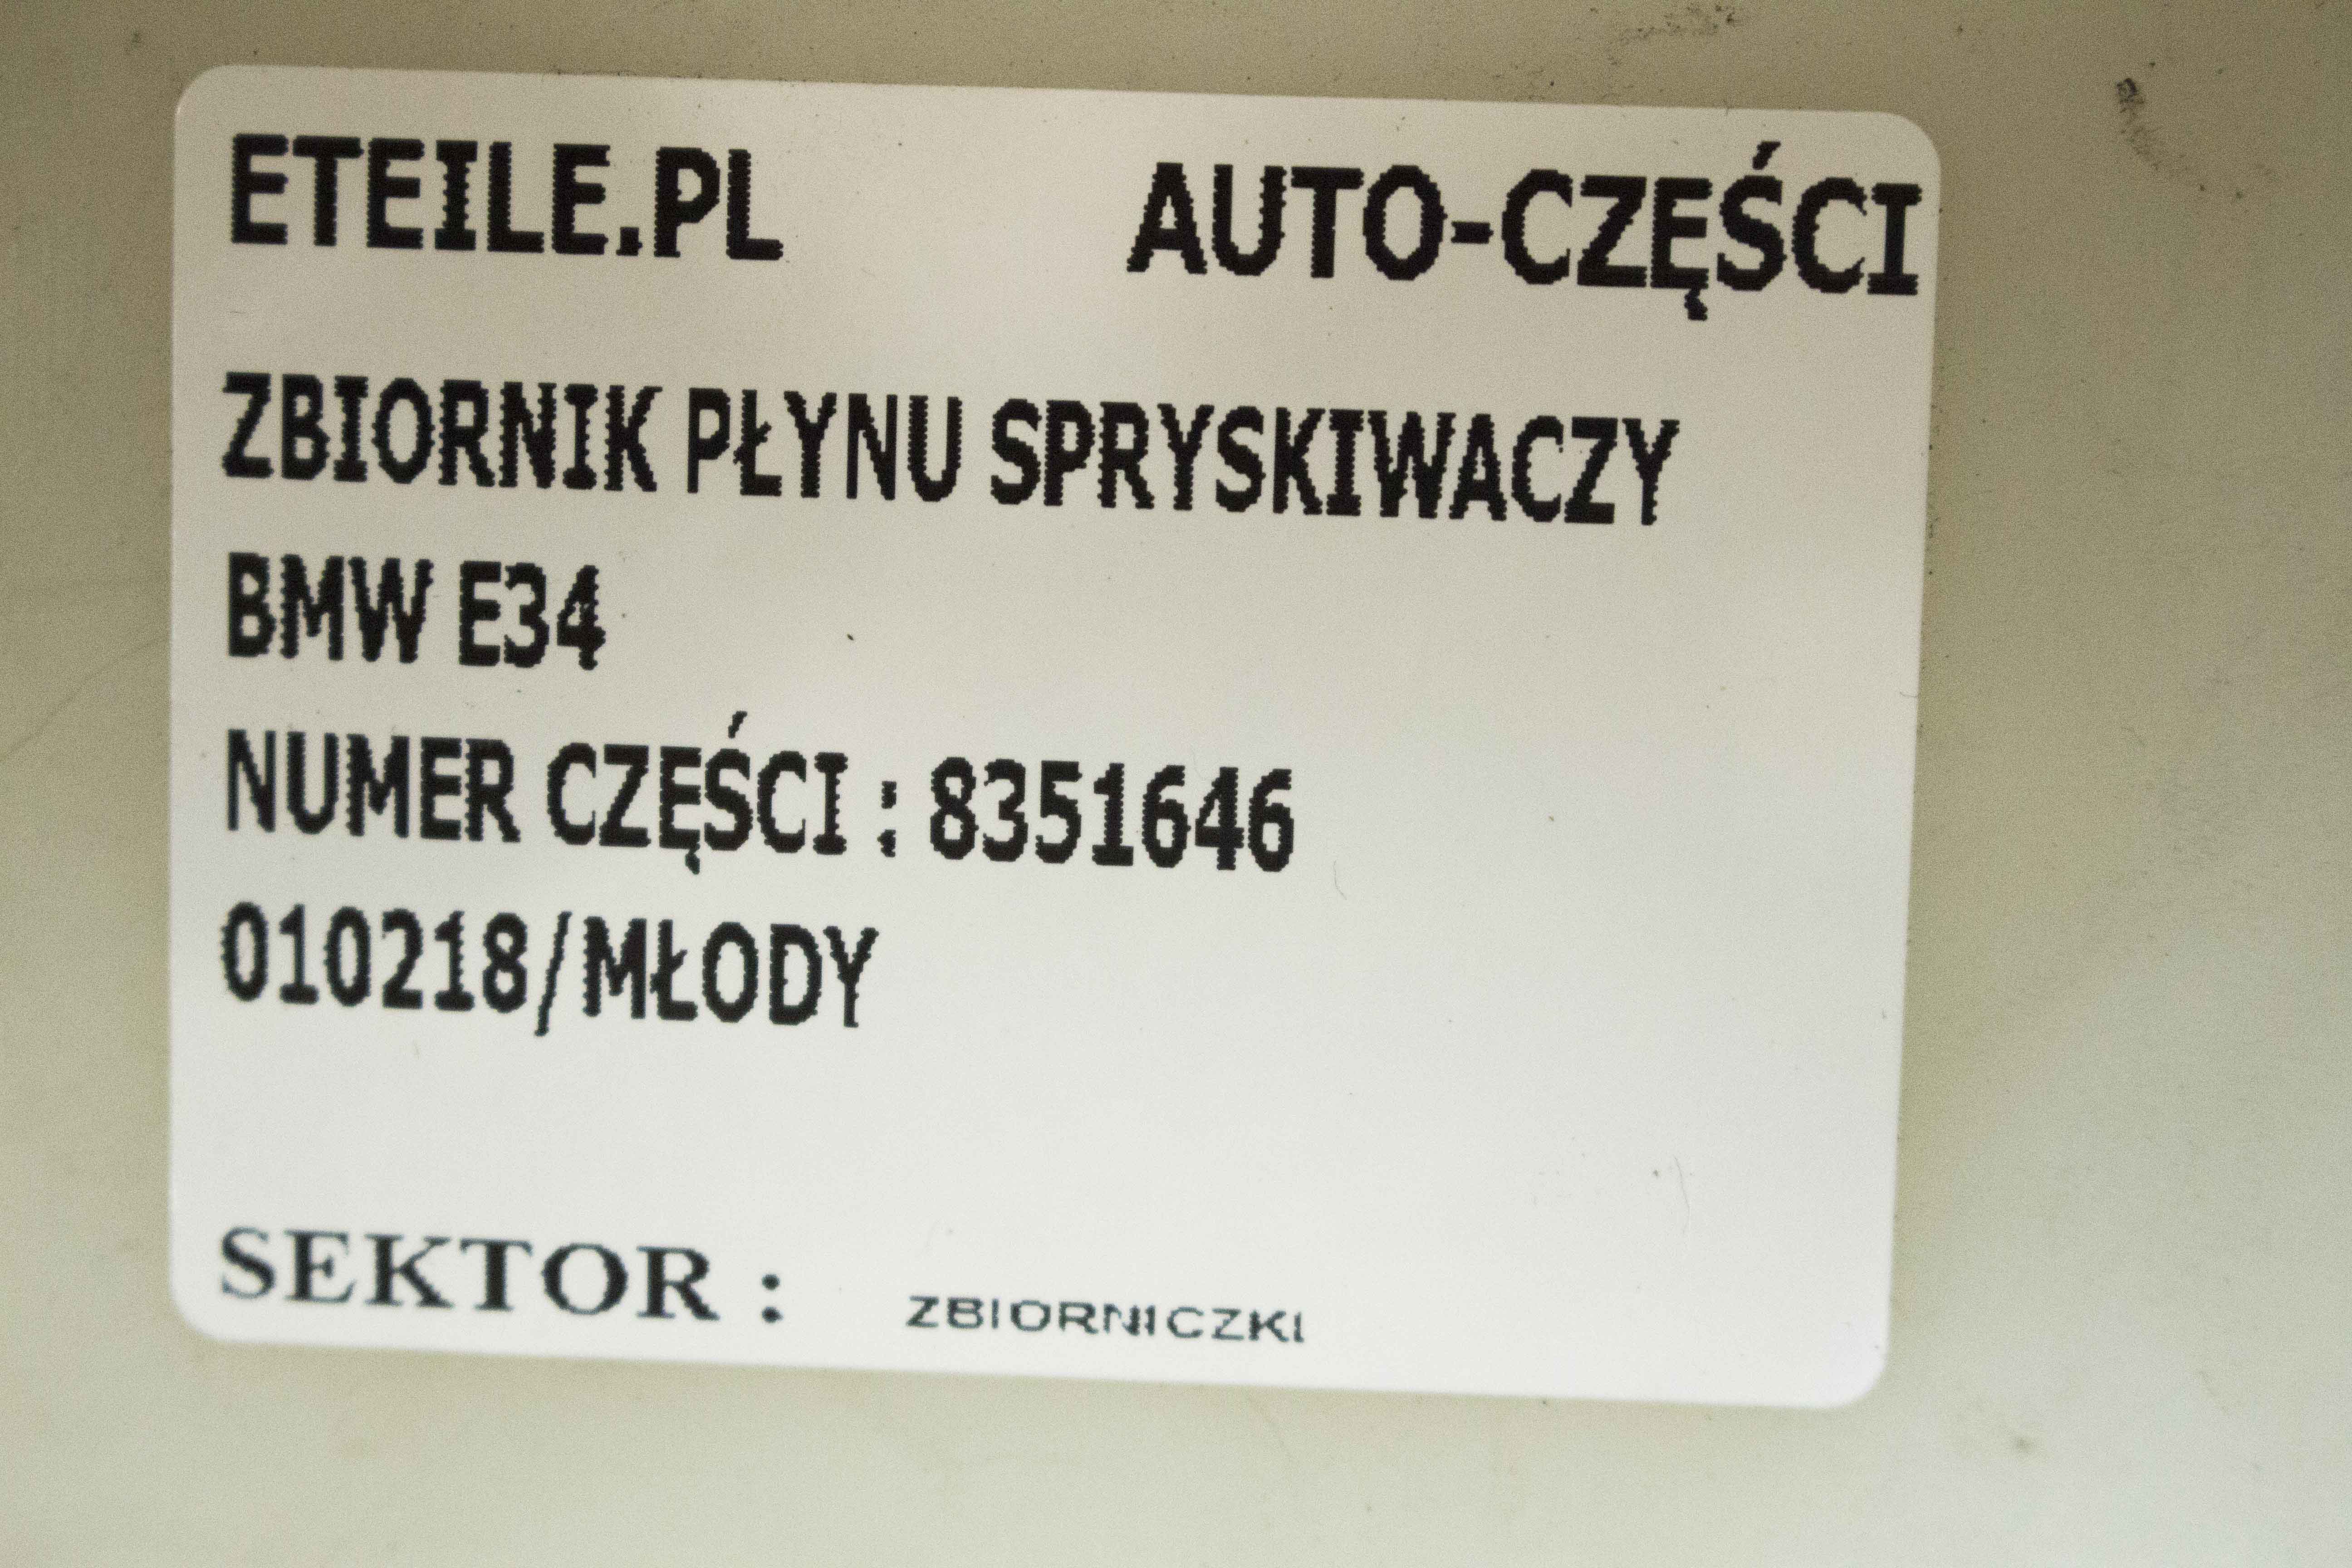 ETEILE.PL AUTO-CZĘŚCI
ZBIORNIK PŁYNU SPRYSKIWACZY
BMW E34
NUMER CZĘŚCI : 8351646
010218/MŁODY
SEKTOR : ZBIORNICZKI